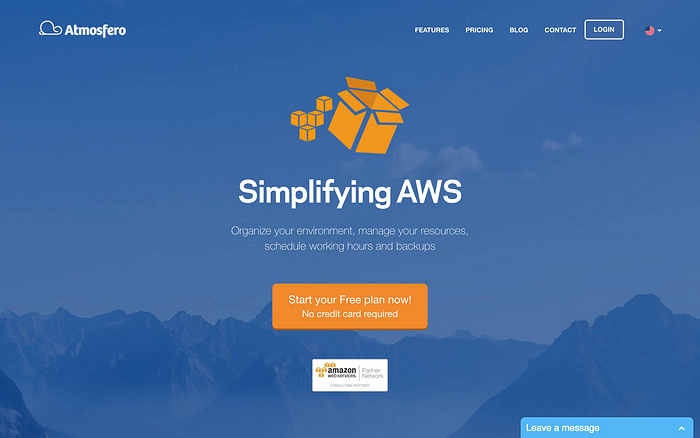 Atmosfero
FEATURES
PRICING
BLOG
CONTACT
LOGIN
Simplifying AWS
Organize your environment, manage your resources,
schedule working hours and backups
Start your Free plan now!
No credit card required
amazon
web services
Partner
Network
CONSULTING PARTNER
Leave a message